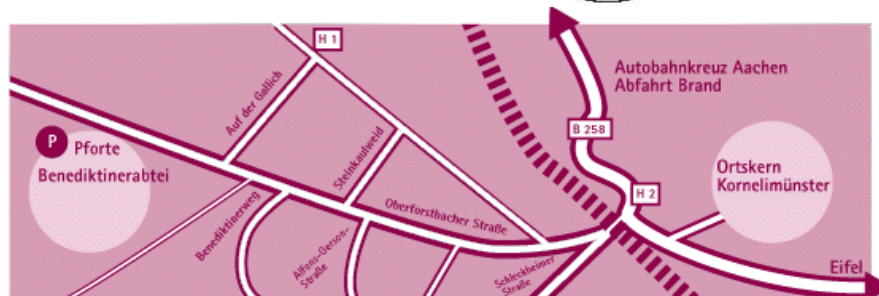 H 1
Autobahnkreuz Aachen
Abfahrt Brand
Auf der Gallich
B 258
P
Pforte
Benediktinerabtei
Steinkaulweid
Ortskern
Kornelimünster
H 2
Benediktinerweg
Oberforstbacher Straße
Alfons-Gerson-
Straße
Schleckheimer
Straße
Eifel